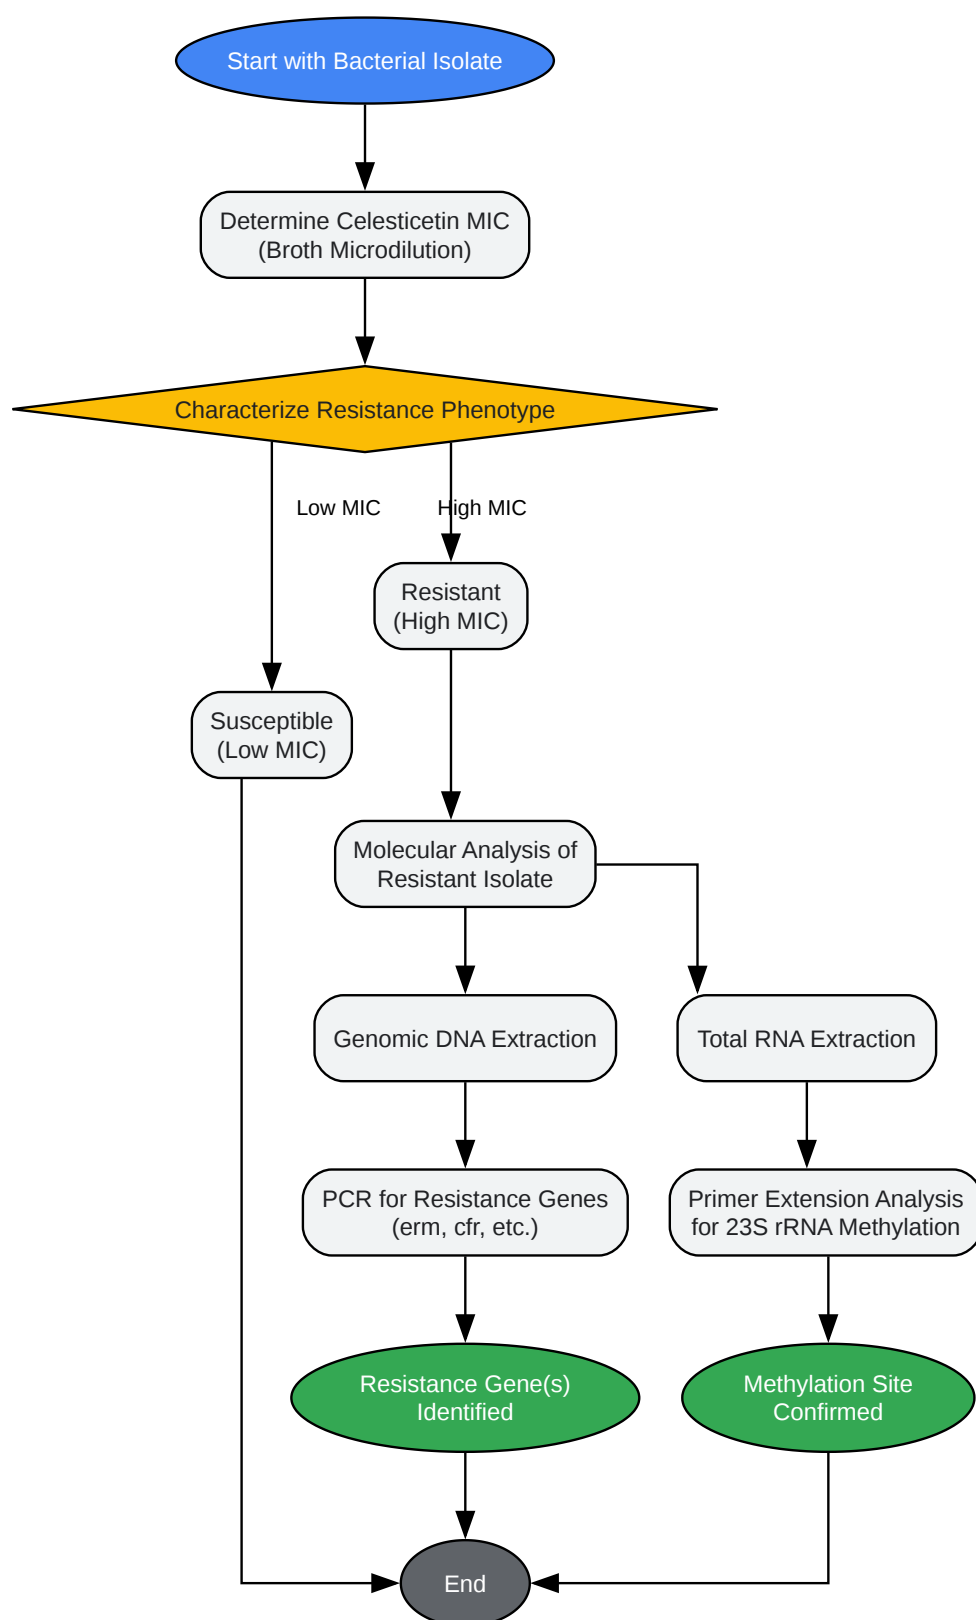 Start with Bacterial Isolate
Determine Celesticetin MIC
(Broth Microdilution)
Characterize Resistance Phenotype
Low MIC
High MIC
Resistant
(High MIC)
Susceptible
(Low MIC)
Molecular Analysis of
Resistant Isolate
Genomic DNA Extraction
Total RNA Extraction
PCR for Resistance Genes
(erm, cfr, etc.)
Primer Extension Analysis
for 23S rRNA Methylation
Resistance Gene(s)
Identified
Methylation Site
Confirmed
End